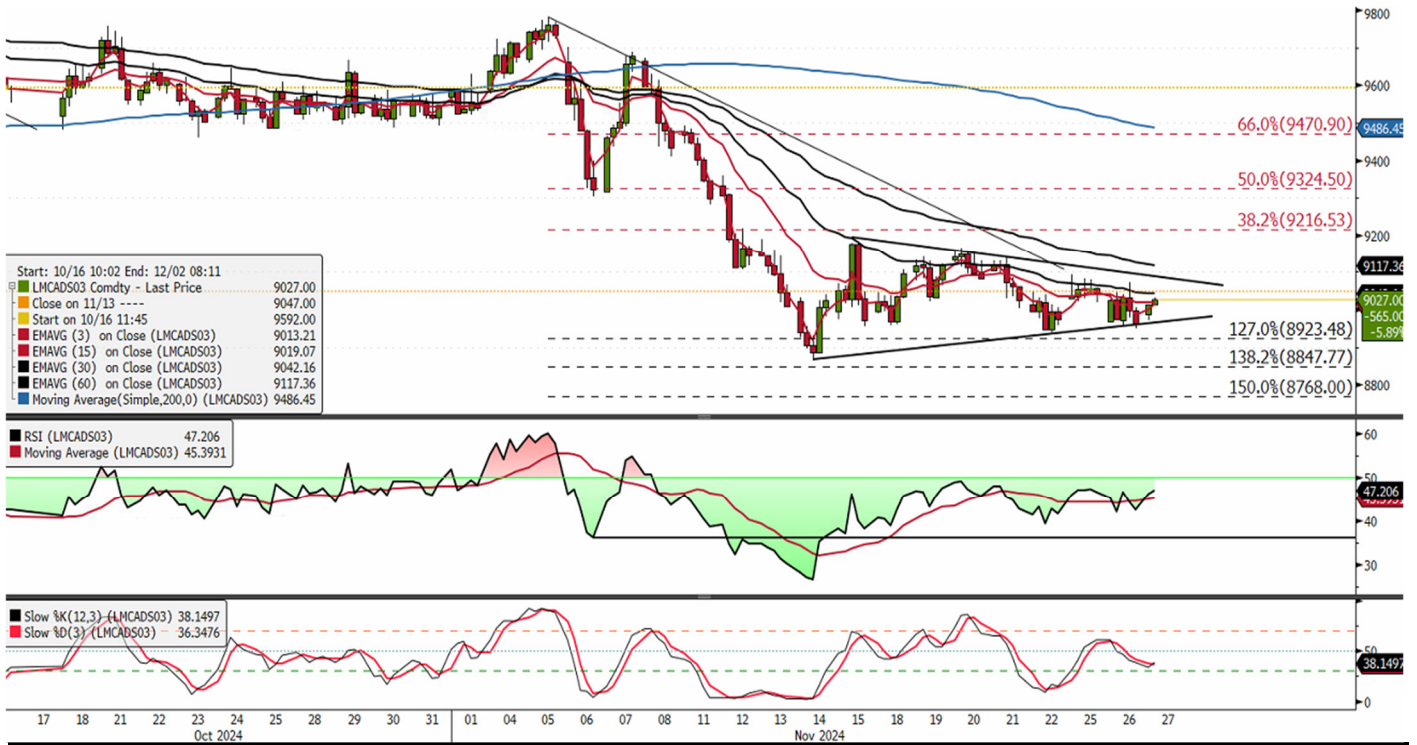 9800
9600
66.0%(9470.90)
9486.45
9400
50.0%(9324.50)
38.2%(9216.53)
9200
Start: 10/16 10:02 End: 12/02 08:11
LMCADS03 Comdty - Last Price 9027.00
Close on 11/13 ---- 9047.00
Start on 10/16 11:45 9592.00
EMAVG (3) on Close (LMCADS03) 9013.21
EMAVG (15) on Close (LMCADS03) 9019.07
EMAVG (30) on Close (LMCADS03) 9042.16
EMAVG (60) on Close (LMCADS03) 9117.36
Moving Average(Simple,200,0) (LMCADS03) 9486.45
9117.36
9027.00
-565.00
-5.89%
127.0%(8923.48)
138.2%(8847.77)
150.0%(8768.00)
8800
RSI (LMCADS03) 47.206
Moving Average (LMCADS03) 45.3931
60
50
47.206
40
30
Slow %K(12,3) (LMCADS03) 38.1497
Slow %D(3) (LMCADS03) 36.3476
50
38.1497
0
17 18 21 22 23 24 25 28 29 30 31 01 04 05 06 07 08 11 12 13 14 15 18 19 20 21 22 25 26 27
Oct 2024 Nov 2024